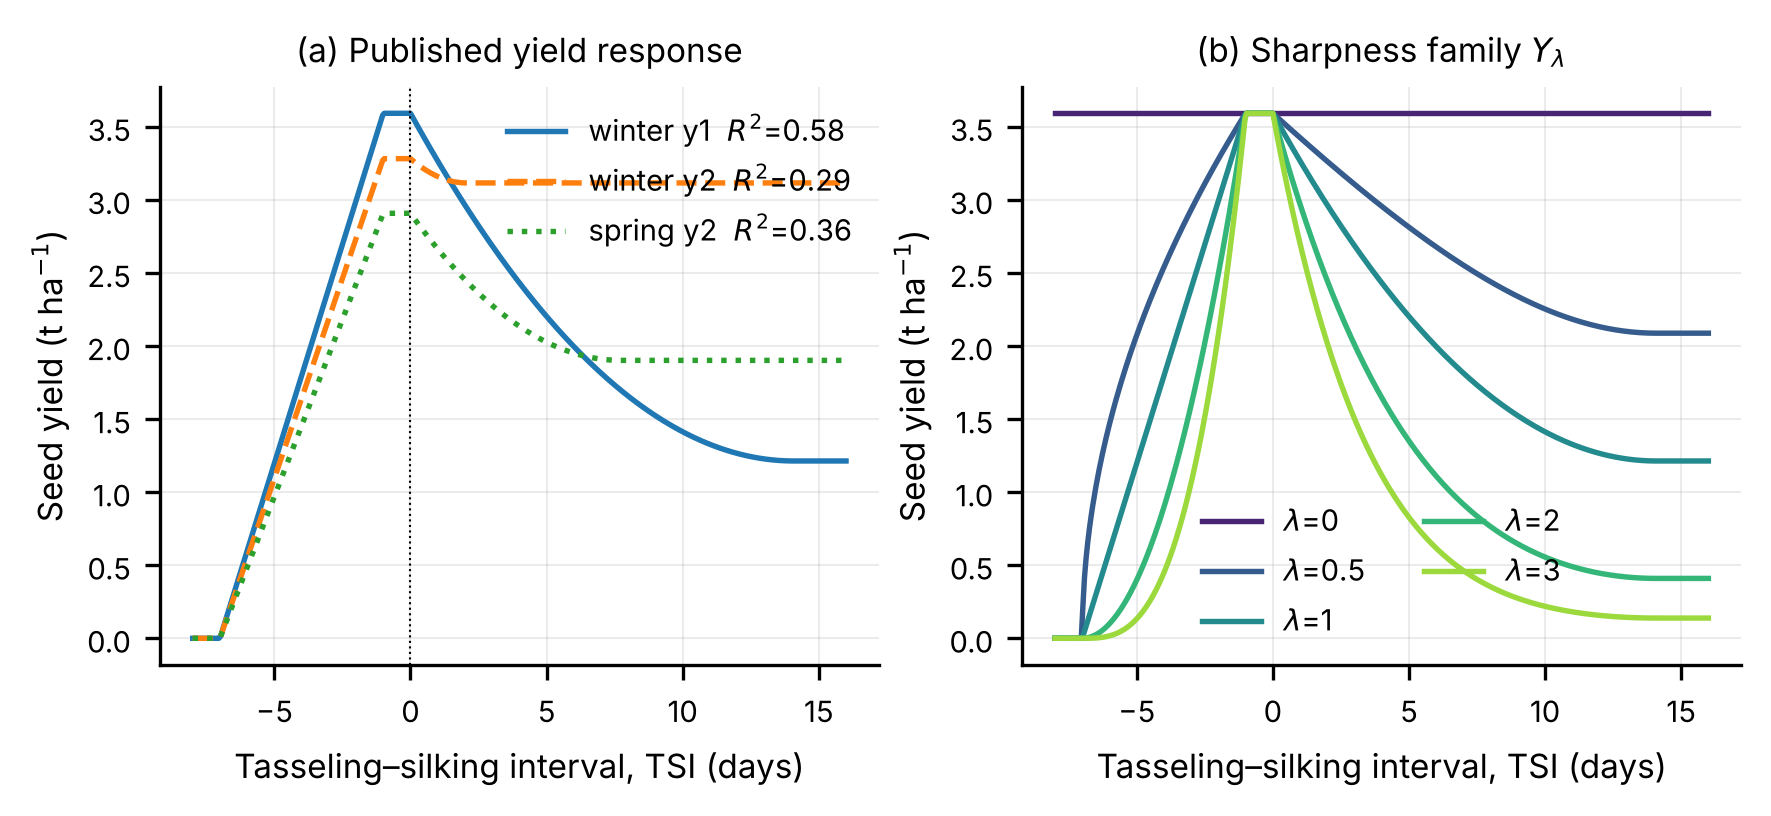 (a) Published yield response
Seed yield (t ha⁻¹)
3.5
3.0
2.5
2.0
1.5
1.0
0.5
0.0
winter y1 R²=0.58
winter y2 R²=0.29
spring y2 R²=0.36
−5 0 5 10 15
Tasseling–silking interval, TSI (days)
(b) Sharpness family Y_λ
Seed yield (t ha⁻¹)
3.5
3.0
2.5
2.0
1.5
1.0
0.5
0.0
λ=0
λ=0.5
λ=1
λ=2
λ=3
−5 0 5 10 15
Tasseling–silking interval, TSI (days)